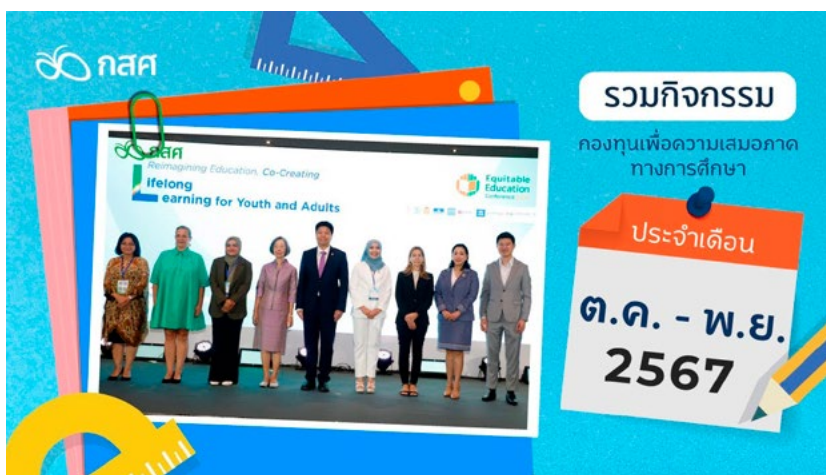 กสศ
รวมกิจกรรม
กองทุนเพื่อความเสมอภาค
ทางการศึกษา
ประจำเดือน
ต.ค. - พ.ย.
2567
กสศ
Reimagining Education, Co-Creating
Lifelong
Learning for Youth and Adults
Equitable
Education
Conference